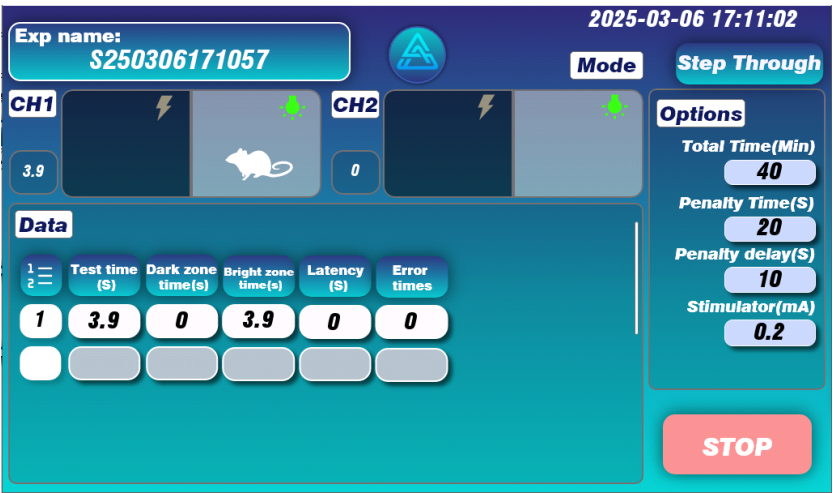 2025-03-06 17:11:02
Exp name:
S250306171057
Mode
Step Through
CH1
3.9
CH2
0
Options
Total Time(Min)
40
Penalty Time(S)
20
Penalty delay(S)
10
Stimulator(mA)
0.2
Data
1
2
Test time
(S)
Dark zone
time(s)
Bright zone
time(s)
Latency
(S)
Error
times
1 3.9 0 3.9 0 0
STOP